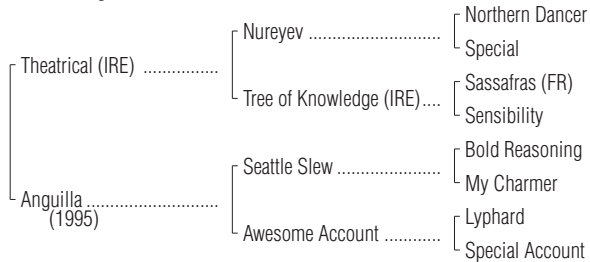 Northern Dancer
Nureyev ............................
Special
Theatrical (IRE) ................
Sassafras (FR)
Tree of Knowledge (IRE)....
Sensibility
Bold Reasoning
Seattle Slew ......................
My Charmer
Anguilla ............................
(1995)
Lyphard
Awesome Account ............
Special Account